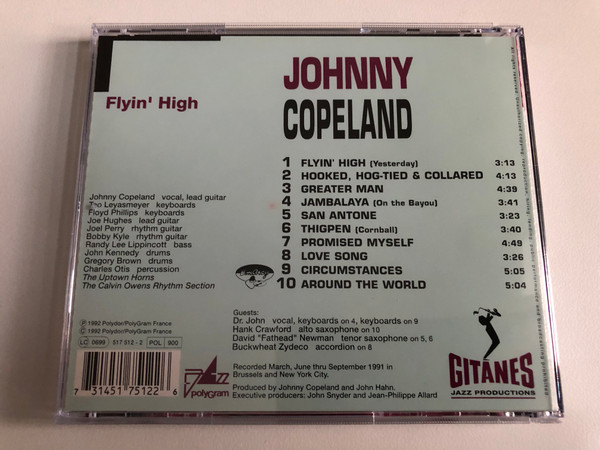 JOHNNY
COPELAND
Flyin' High
1 FLYIN' HIGH (Yesterday) 3:13
2 HOOKED, HOG-TIED & COLLARED 4:13
3 GREATER MAN 4:39
4 JAMBALAYA (On the Bayou) 3:41
5 SAN ANTONE 3:23
6 THIGPEN (Cornball) 3:40
7 PROMISED MYSELF 4:49
8 LOVE SONG 3:26
9 CIRCUMSTANCES 5:05
10 AROUND THE WORLD 5:04
Johnny Copeland vocal, lead guitar
Teo Leyasmeyer keyboards
Floyd Phillips keyboards
Joe Hughes lead guitar
Joel Perry rhythm guitar
Bobby Kyle rhythm guitar
Randy Lee Lippincott bass
John Kennedy drums
Gregory Brown drums
Charles Otis percussion
The Uptown Horns
The Calvin Owens Rhythm Section
Guests:
Dr. John vocal, keyboards on 4, keyboards on 9
Hank Crawford alto saxophone on 10
David "Fathead" Newman tenor saxophone on 5, 6
Buckwheat Zydeco accordion on 8
Ⓟ 1992 Polydor/PolyGram France
© 1992 Polydor/PolyGram France
LC 0699 517 512 - 2 POL 900
7 31451 75122 6
Jazz
polyGram
Recorded March, June thru September 1991 in
Brussels and New York City.
Produced by Johnny Copeland and John Hahn.
Executive producers: John Snyder and Jean-Philippe Allard
GITANES
JAZZ PRODUCTIONS